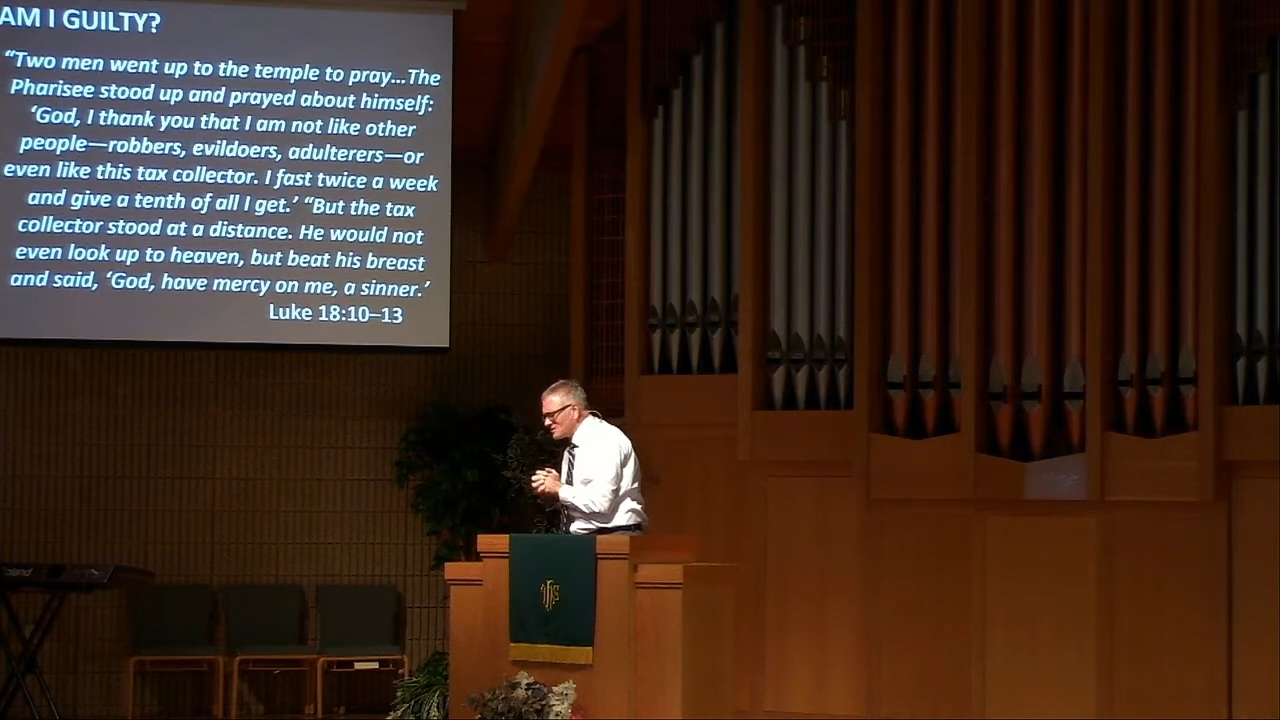 AM I GUILTY?
“Two men went up to the temple to pray...The
Pharisee stood up and prayed about himself:
‘God, I thank you that I am not like other
people—robbers, evildoers, adulterers—or
even like this tax collector. I fast twice a week
and give a tenth of all I get.’ “But the tax
collector stood at a distance. He would not
even look up to heaven, but beat his breast
and said, ‘God, have mercy on me, a sinner.’
Luke 18:10–13
Roland
IHS